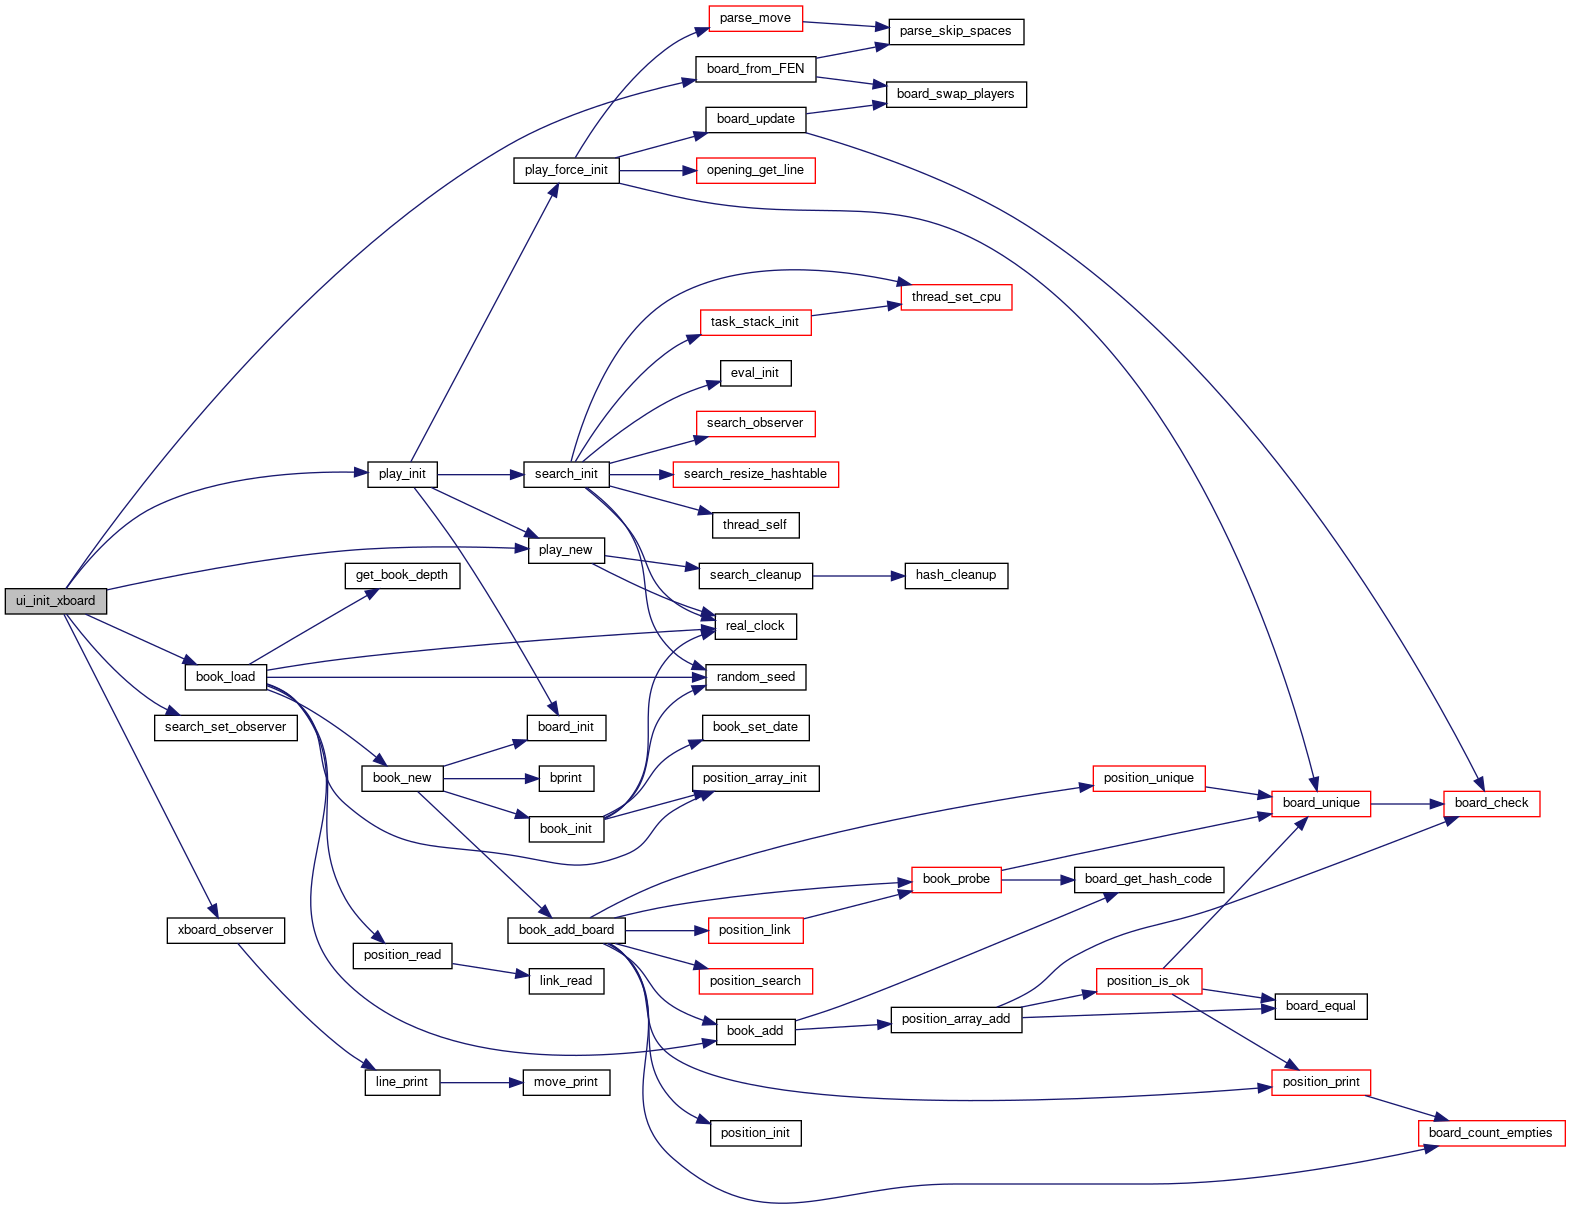 parse_move
parse_skip_spaces
board_from_FEN
board_swap_players
board_update
play_force_init
opening_get_line
thread_set_cpu
task_stack_init
eval_init
search_observer
play_init
search_init
search_resize_hashtable
thread_self
play_new
get_book_depth
search_cleanup
hash_cleanup
ui_init_xboard
real_clock
book_load
random_seed
search_set_observer
board_init
book_set_date
book_new
bprint
position_array_init
position_unique
board_unique
board_check
book_init
book_probe
board_get_hash_code
xboard_observer
book_add_board
position_link
position_read
link_read
position_search
position_is_ok
board_equal
book_add
position_array_add
line_print
move_print
position_print
position_init
board_count_empties